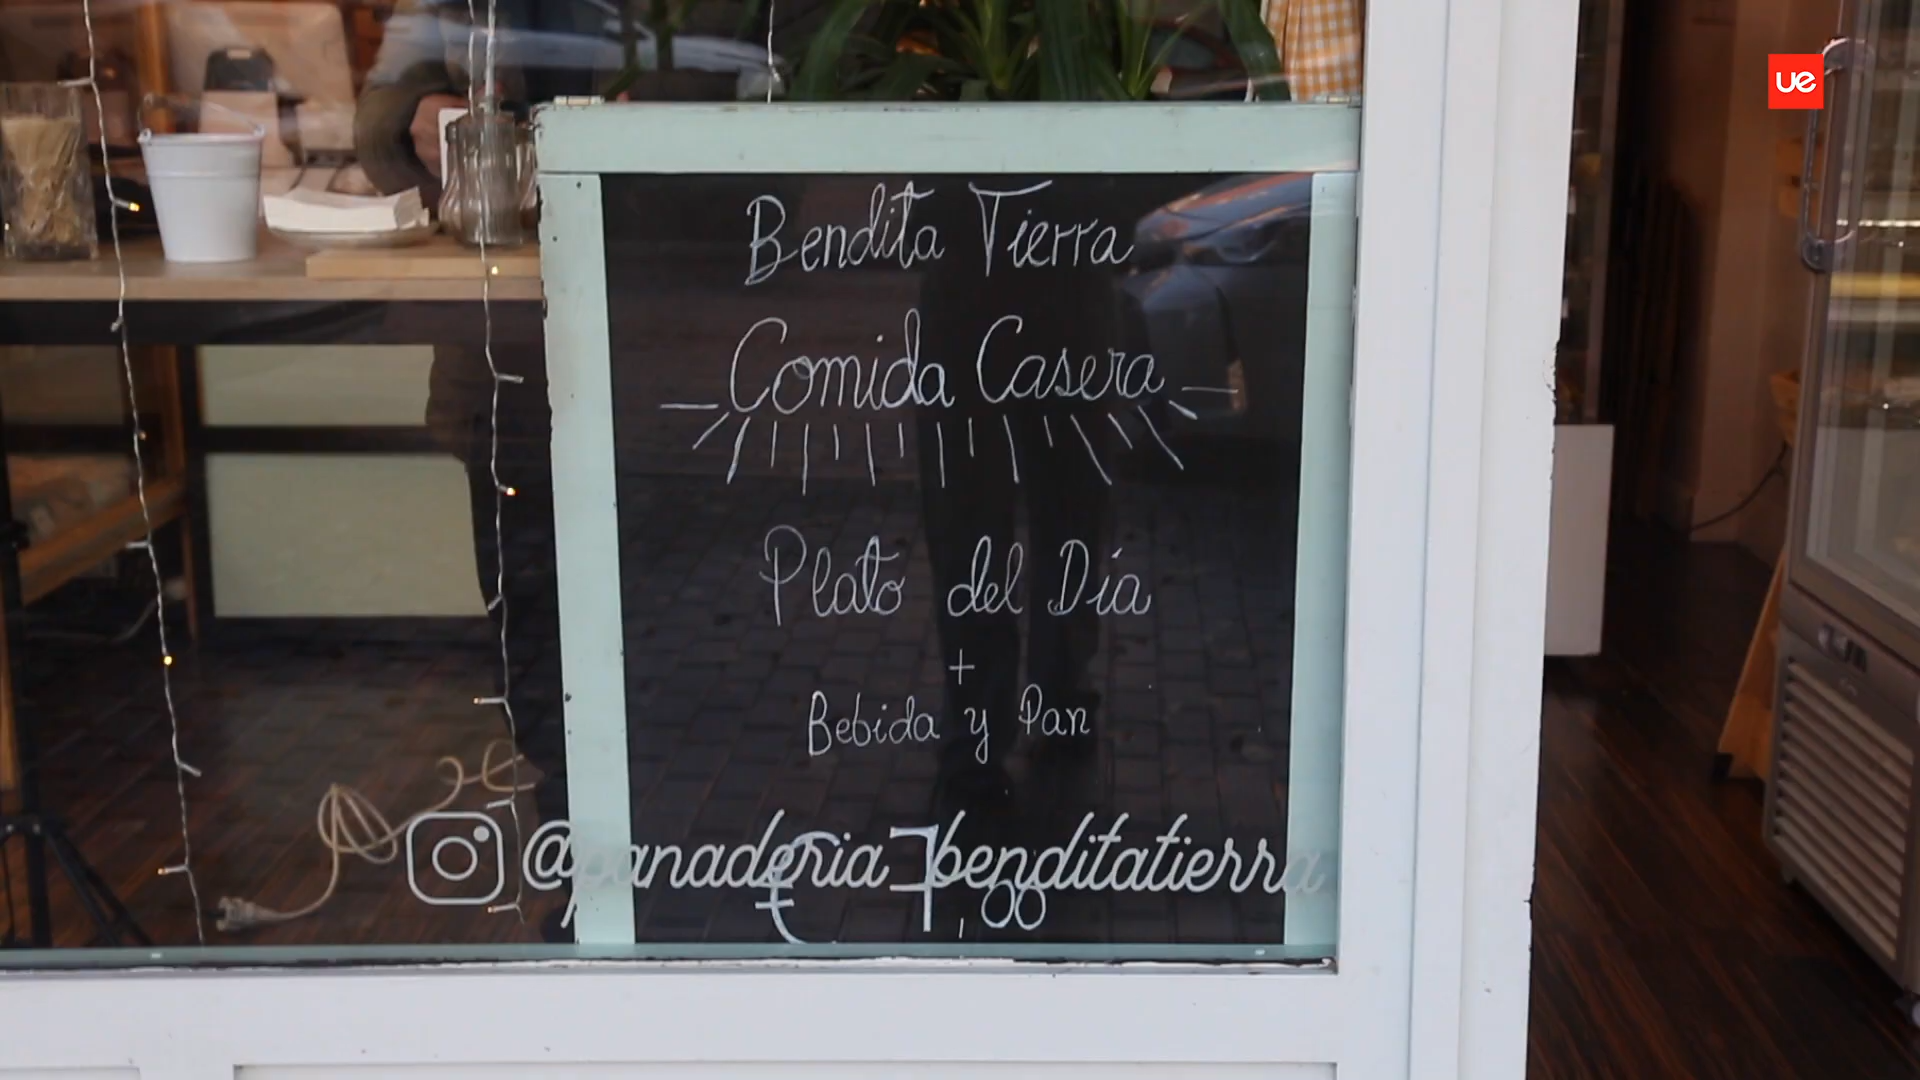 ue
Bendita Tierra
Comida Casera
Plato del Día
+
Bebida y Pan
@panaderia_benditatierra
€ 7,00